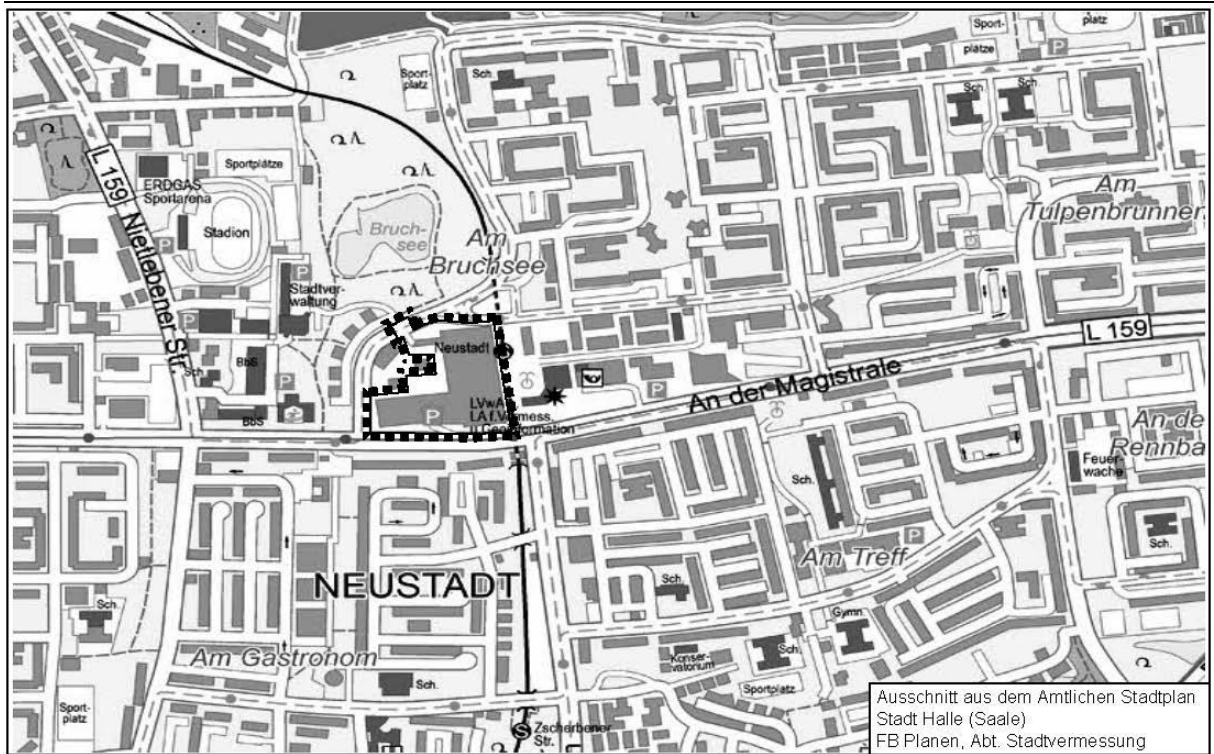 Sport-
platz
Sport-
plätze
P
Sport-
platz
Sch.
Sch.
Sch.
L 159
Nietlebener Str.
ERDGAS
Sportarena
Sportplätze
Stadion
P
Bruch-
see
Am
Bruchsee
Am
Tulpenbrunnen
P
Stadtver-
waltung
P
BbS
Sch.
BbS
P
Neustadt
P
LVwA
LA f. Vermess.
u. Geoinformation
P
An der Magistrale
L 159
An de
Rennba
Feuer-
wache
Sch.
Sch.
P
Am Treff
NEUSTADT
Sch.
Sch.
Gymn.
Am Gastronom
Konser-
vatorium
Sch.
Sch.
Sportplatz
Sport-
platz
S
Zscherbener
Str.
Ausschnitt aus dem Amtlichen Stadtplan
Stadt Halle (Saale)
FB Planen, Abt. Stadtvermessung